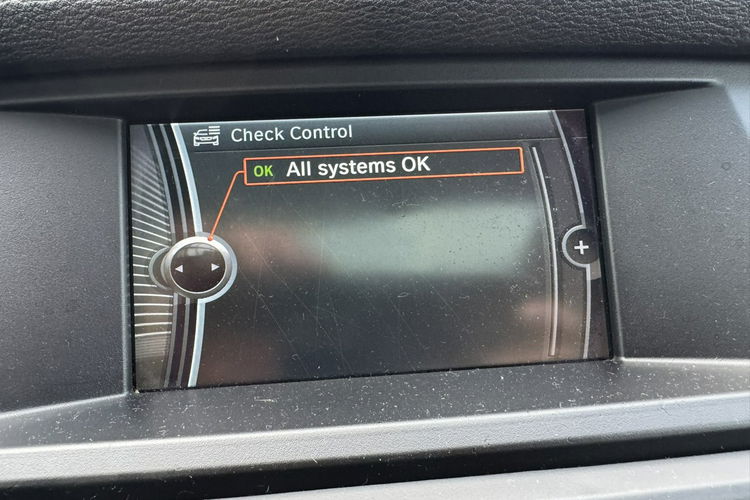 Check Control
OK All systems OK
+